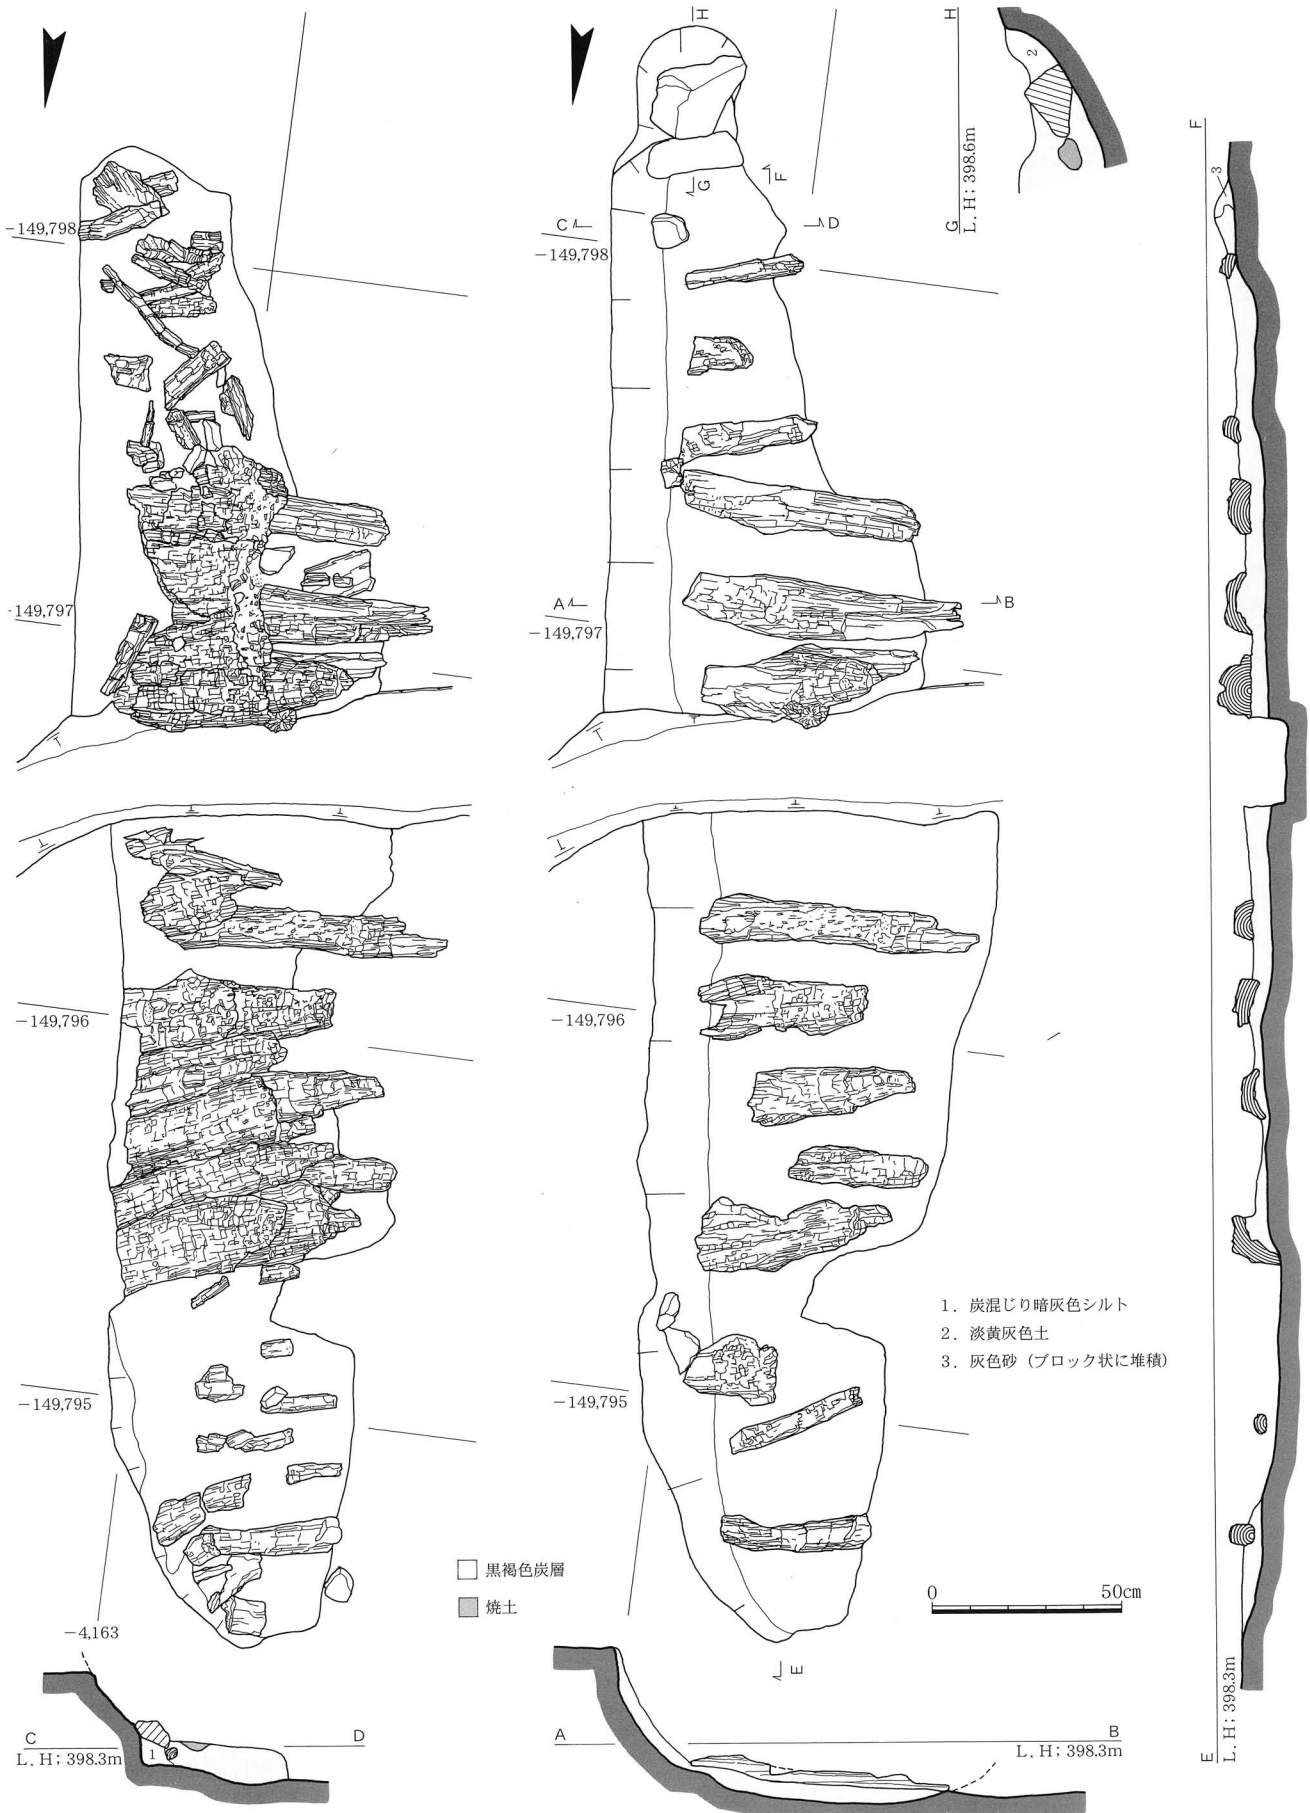 H
H
2
G
L. H: 398.6m
F
3
-149,798
C
D
-149,798
G
F
-149,797
A
B
-149,797
-149,796
-149,796
1. 炭混じり暗灰色シルト
2. 淡黄灰色土
3. 灰色砂（ブロック状に堆積）
-149,795
-149,795
黒褐色炭層
焼土
0 50cm
-4,163
E
C D
L. H: 398.3m
1
A B
L. H: 398.3m
E
L. H: 398.3m